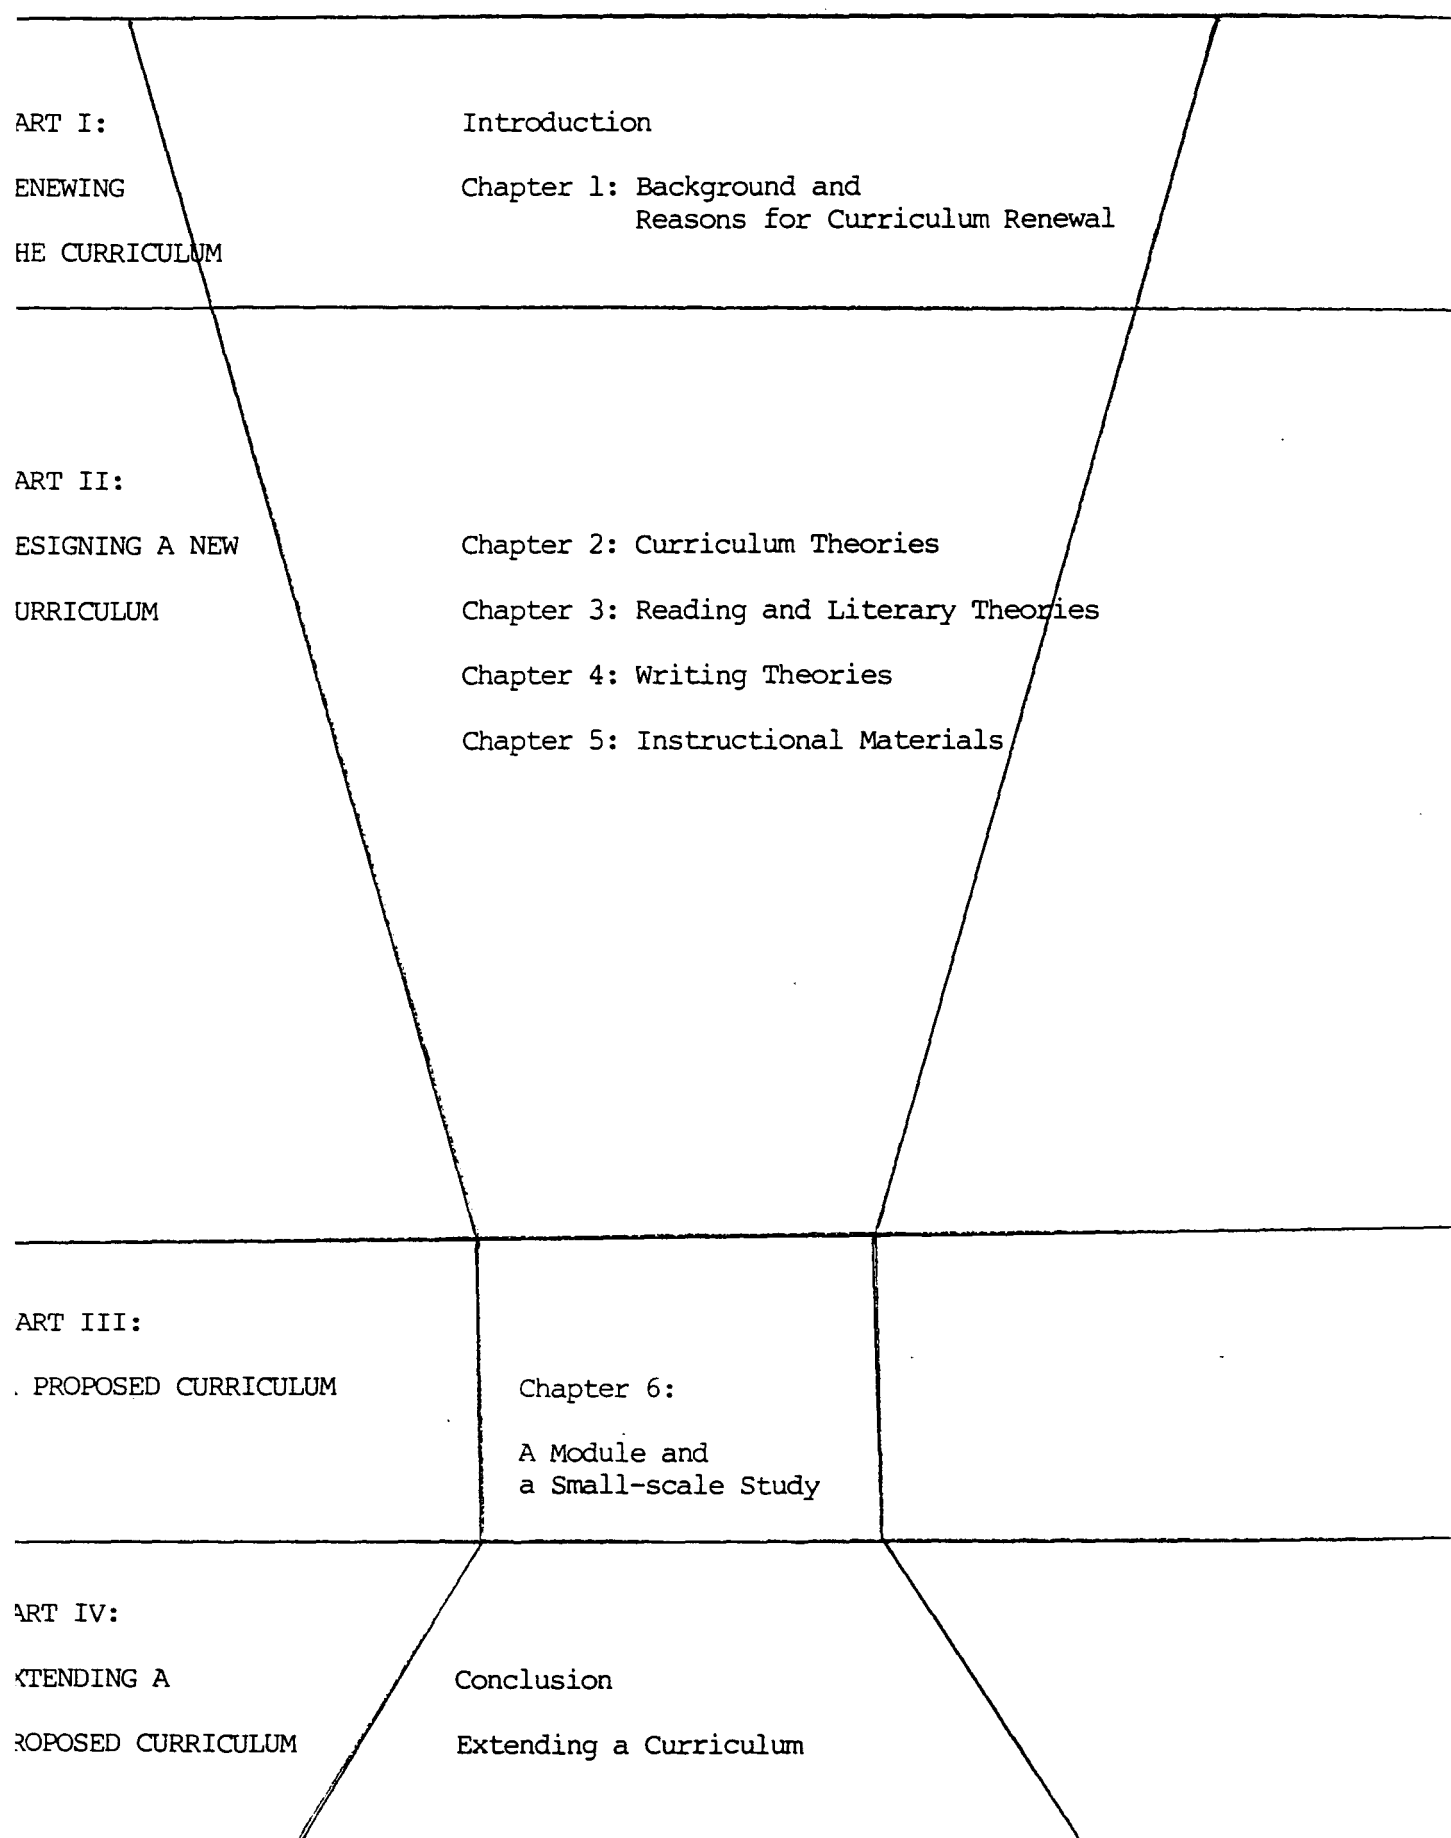 ART I:
Introduction
ENEWING
Chapter 1: Background and
Reasons for Curriculum Renewal
HE CURRICULUM
ART II:
ESIGNING A NEW
Chapter 2: Curriculum Theories
URRICULUM
Chapter 3: Reading and Literary Theories
Chapter 4: Writing Theories
Chapter 5: Instructional Materials
ART III:
PROPOSED CURRICULUM
Chapter 6:
A Module and
a Small-scale Study
ART IV:
XTENDING A
Conclusion
ROPOSED CURRICULUM
Extending a Curriculum